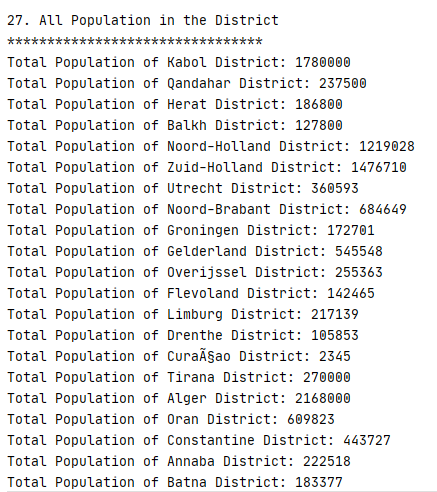 27. All Population in the District
********************************
Total Population of Kabol District: 1780000
Total Population of Qandahar District: 237500
Total Population of Herat District: 186800
Total Population of Balkh District: 127800
Total Population of Noord-Holland District: 1219028
Total Population of Zuid-Holland District: 1476710
Total Population of Utrecht District: 360593
Total Population of Noord-Brabant District: 684649
Total Population of Groningen District: 172701
Total Population of Gelderland District: 545548
Total Population of Overijssel District: 255363
Total Population of Flevoland District: 142465
Total Population of Limburg District: 217139
Total Population of Drenthe District: 105853
Total Population of CuraÃ§ao District: 2345
Total Population of Tirana District: 270000
Total Population of Alger District: 2168000
Total Population of Oran District: 609823
Total Population of Constantine District: 443727
Total Population of Annaba District: 222518
Total Population of Batna District: 183377